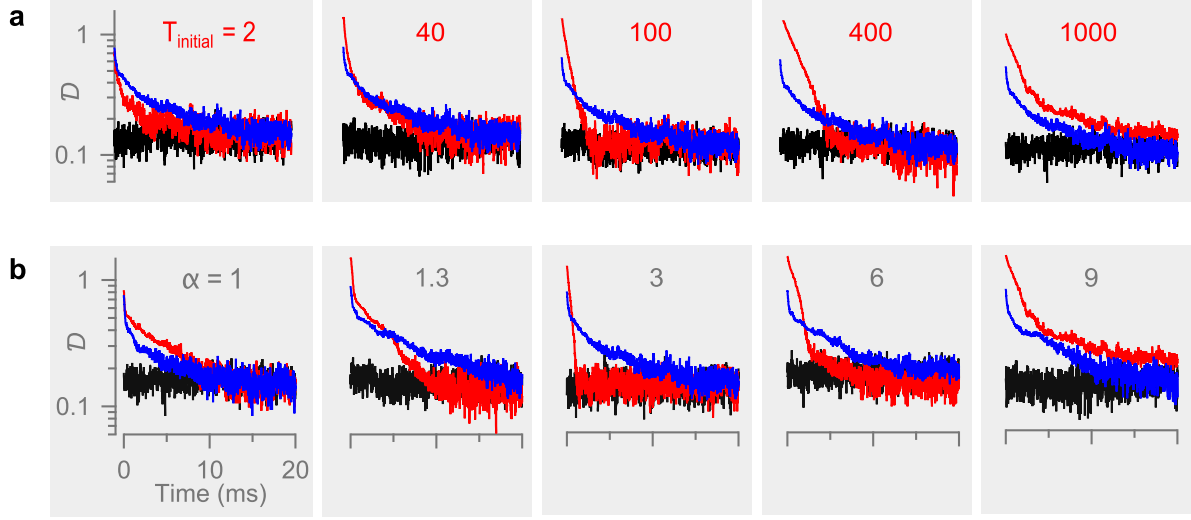 a
1
0.1
𝒟
T_initial = 2
40
100
400
1000
b
1
0.1
𝒟
α = 1
1.3
3
6
9
0 10 20
Time (ms)